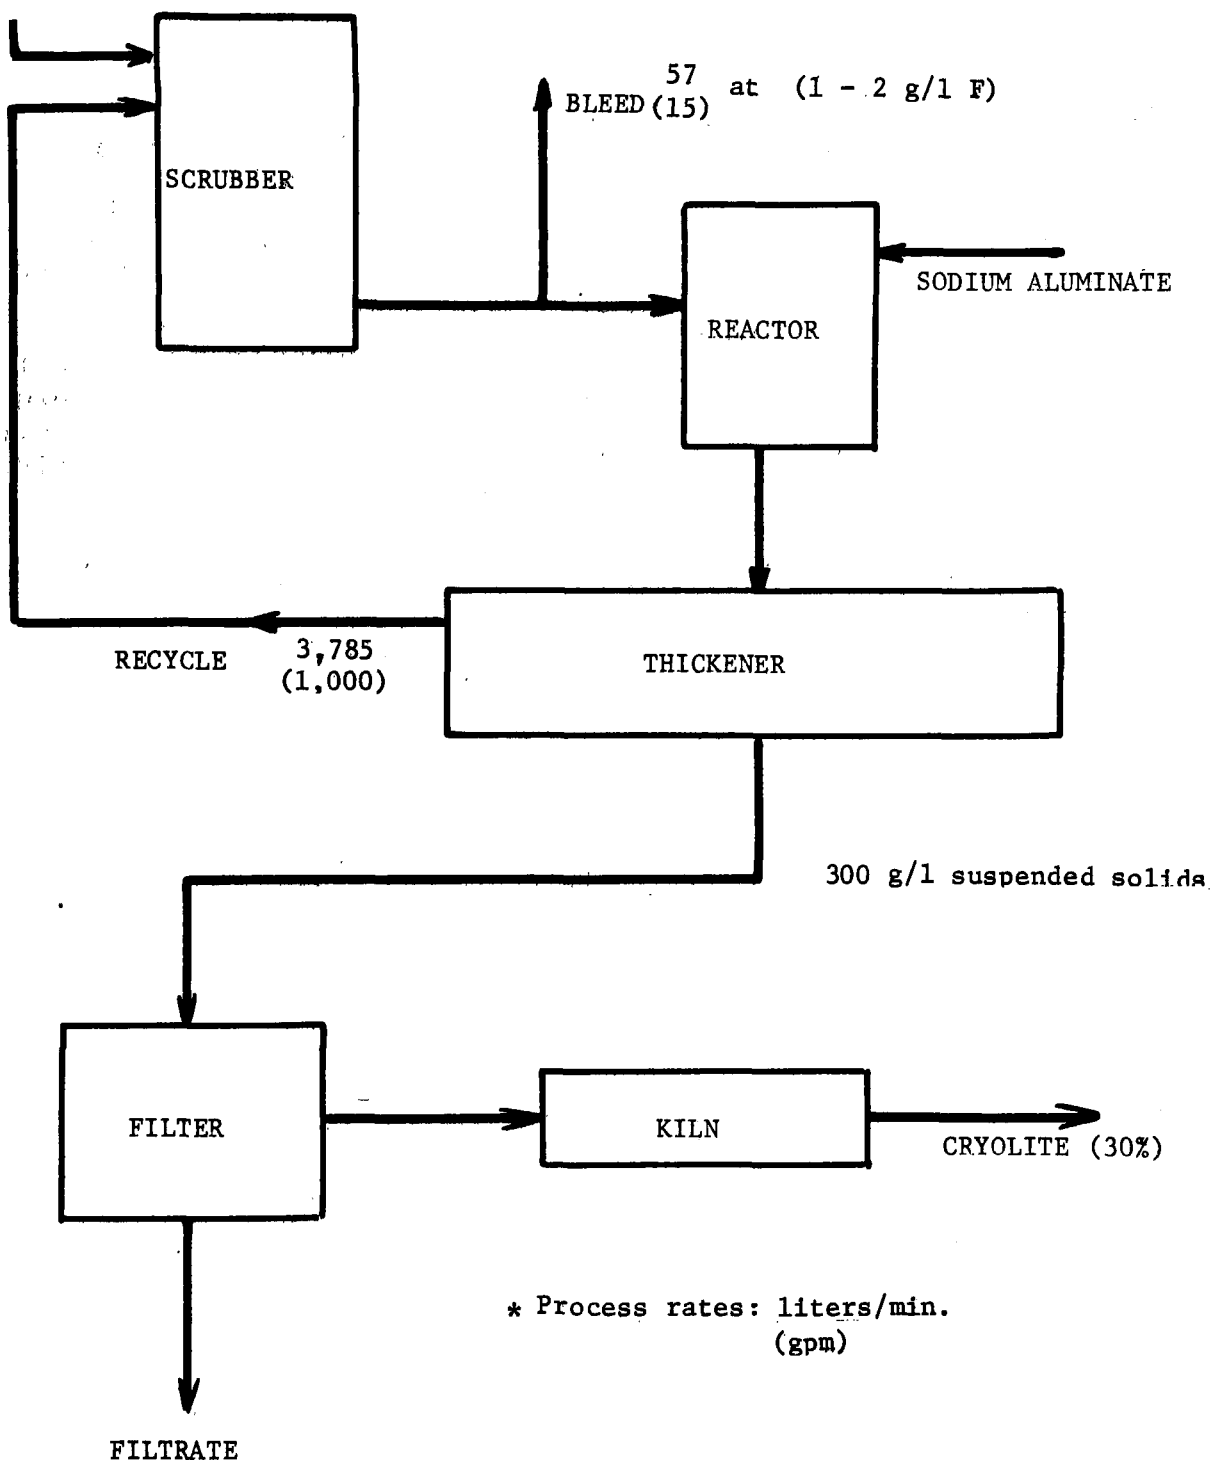 57
BLEED (15) at (1 - 2 g/l F)
SCRUBBER
SODIUM ALUMINATE
REACTOR
RECYCLE 3,785
(1,000)
THICKENER
300 g/l suspended solids
FILTER
KILN
CRYOLITE (30%)
* Process rates: liters/min.
(gpm)
FILTRATE